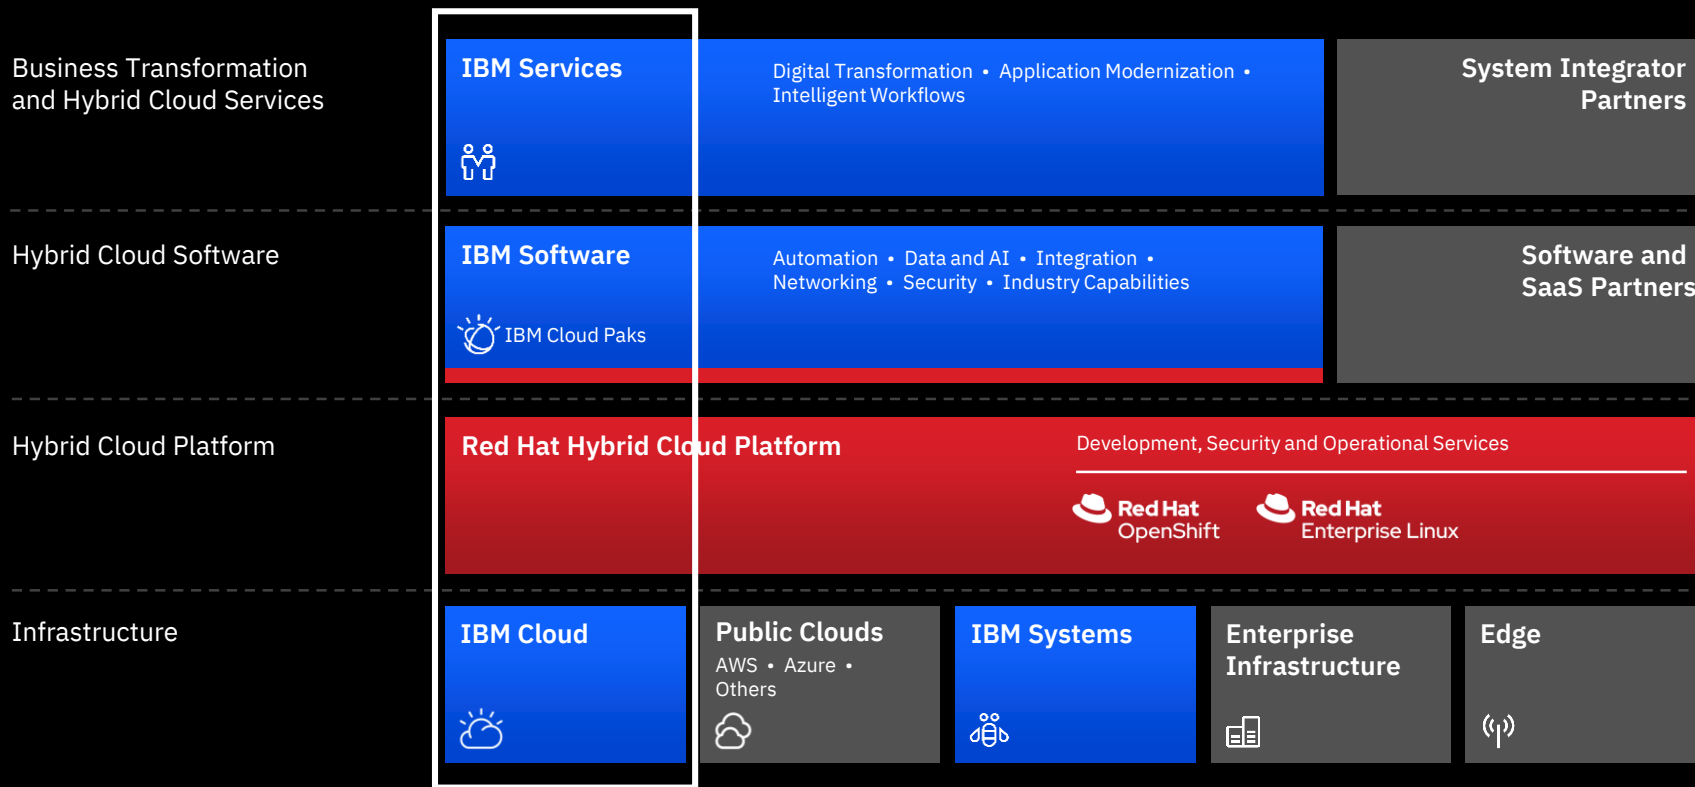 Business Transformation
and Hybrid Cloud Services
IBM Services
Digital Transformation • Application Modernization •
Intelligent Workflows
System Integrator
Partners
Hybrid Cloud Software
IBM Software
IBM Cloud Paks
Automation • Data and AI • Integration •
Networking • Security • Industry Capabilities
Software and
SaaS Partners
Hybrid Cloud Platform
Red Hat Hybrid Cloud Platform
Development, Security and Operational Services
Red Hat
OpenShift
Red Hat
Enterprise Linux
Infrastructure
IBM Cloud
Public Clouds
AWS • Azure •
Others
IBM Systems
Enterprise
Infrastructure
Edge